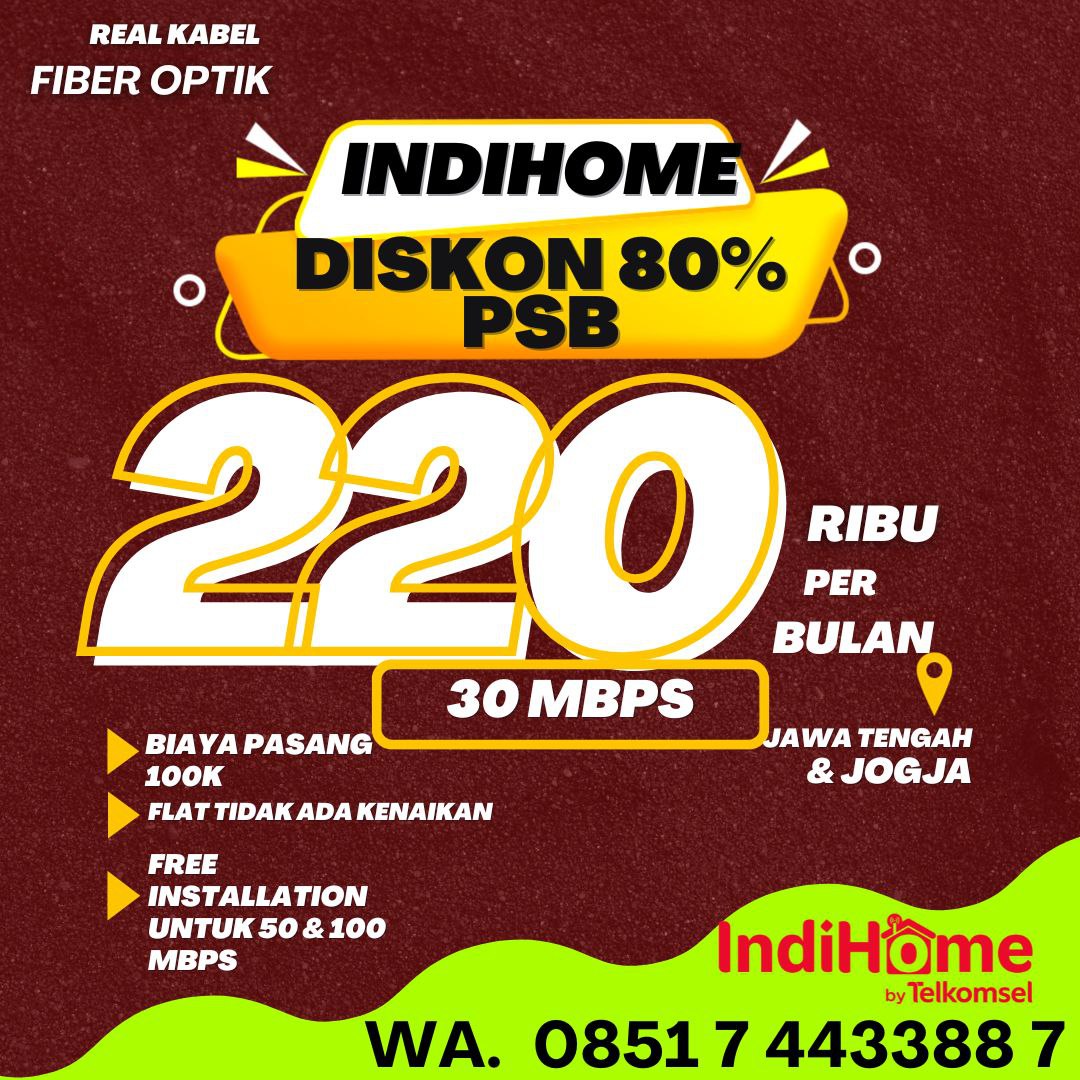 REAL KABEL
FIBER OPTIK
INDIHOME
DISKON 80%
PSB
220
RIBU
PER
BULAN
30 MBPS
JAWA TENGAH
& JOGJA
BIAYA PASANG
100K
FLAT TIDAK ADA KENAIKAN
FREE
INSTALLATION
UNTUK 50 & 100
MBPS
IndiHome
by Telkomsel
WA. 0851 7 443388 7